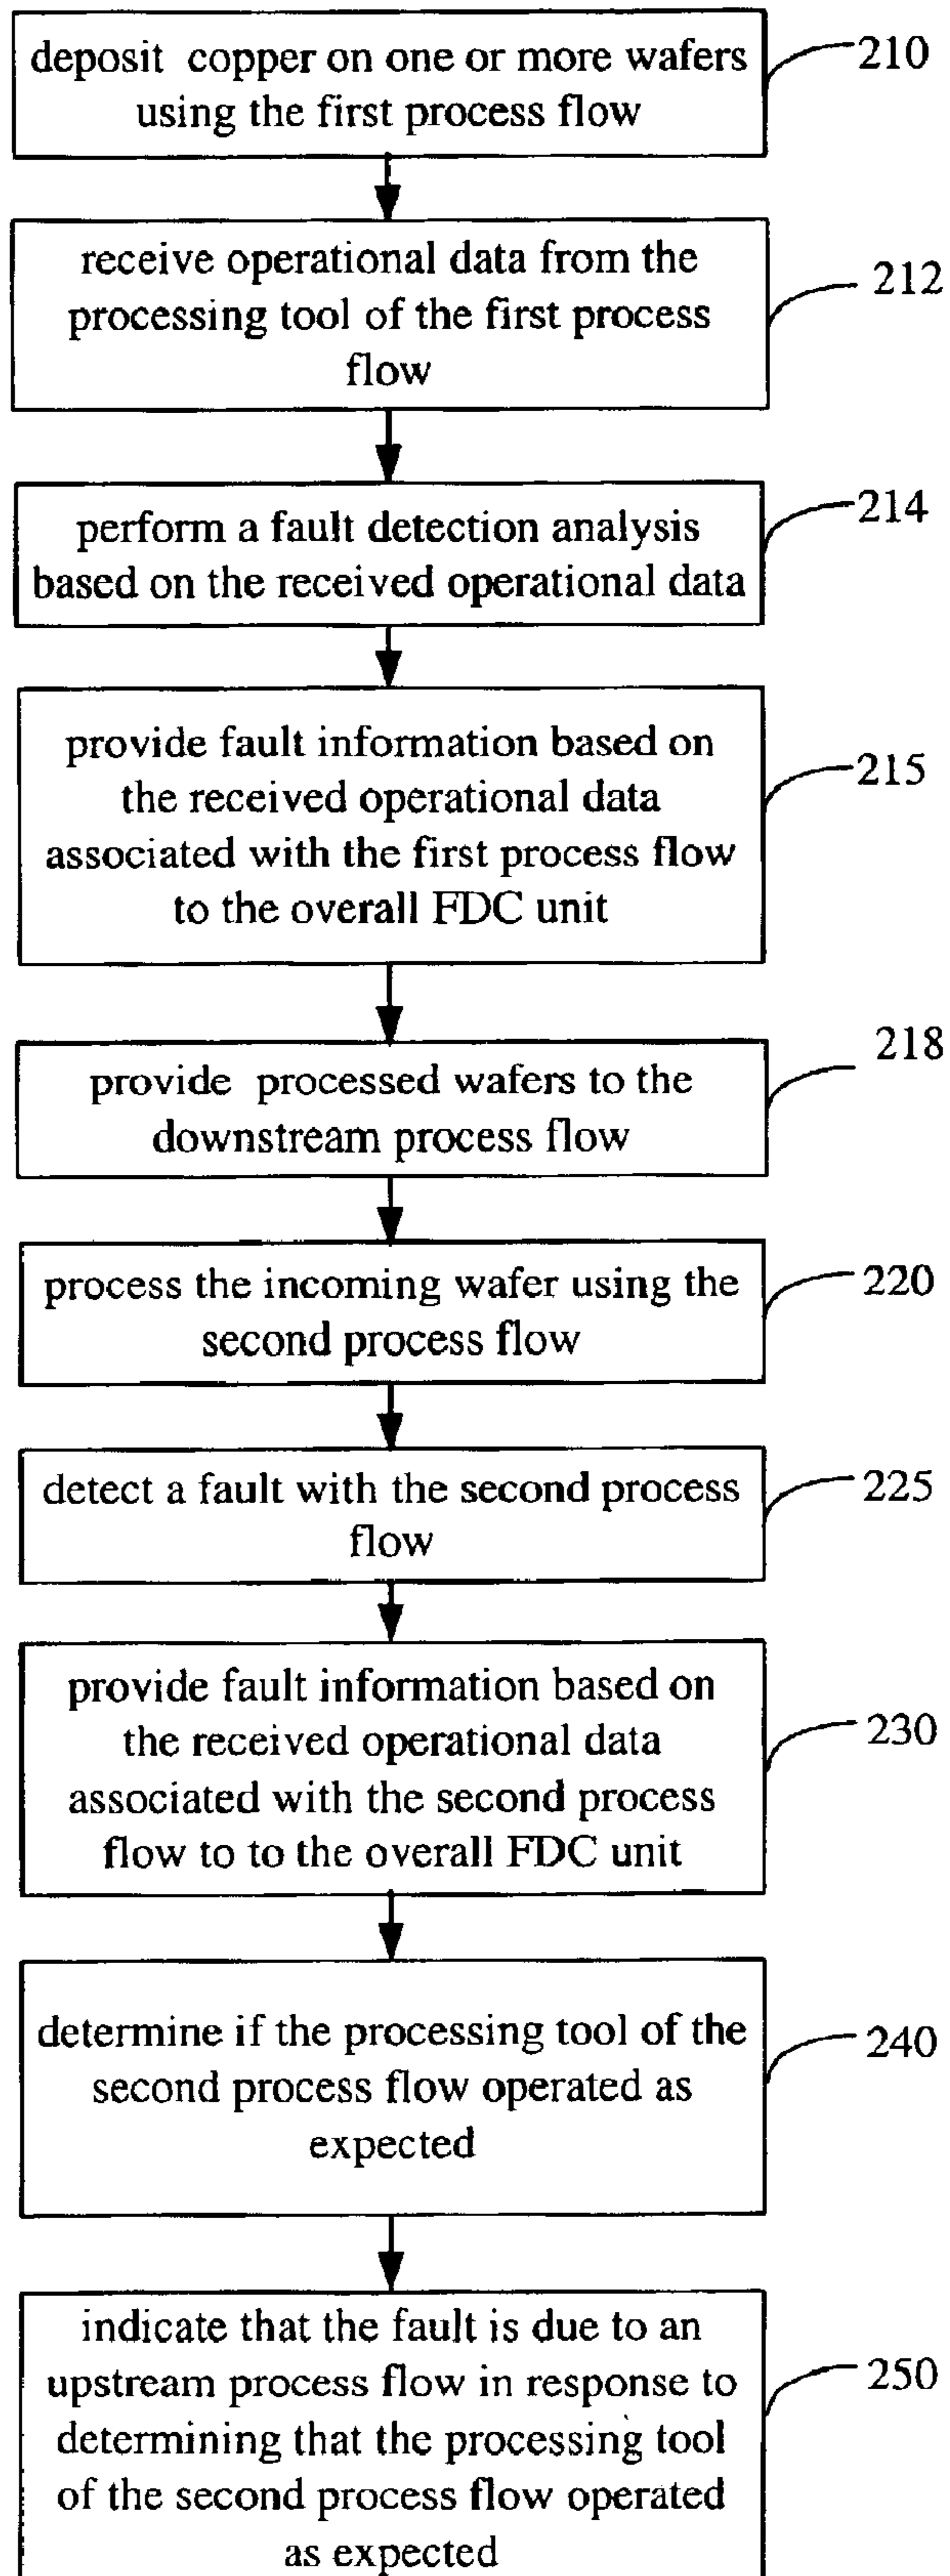 deposit copper on one or more wafers
using the first process flow
210
receive operational data from the
processing tool of the first process
flow
212
perform a fault detection analysis
based on the received operational data
214
provide fault information based on
the received operational data
associated with the first process flow
to the overall FDC unit
215
provide processed wafers to the
downstream process flow
218
process the incoming wafer using the
second process flow
220
detect a fault with the second process
flow
225
provide fault information based on
the received operational data
associated with the second process
flow to to the overall FDC unit
230
determine if the processing tool of the
second process flow operated as
expected
240
indicate that the fault is due to an
upstream process flow in response to
determining that the processing tool
of the second process flow operated
as expected
250